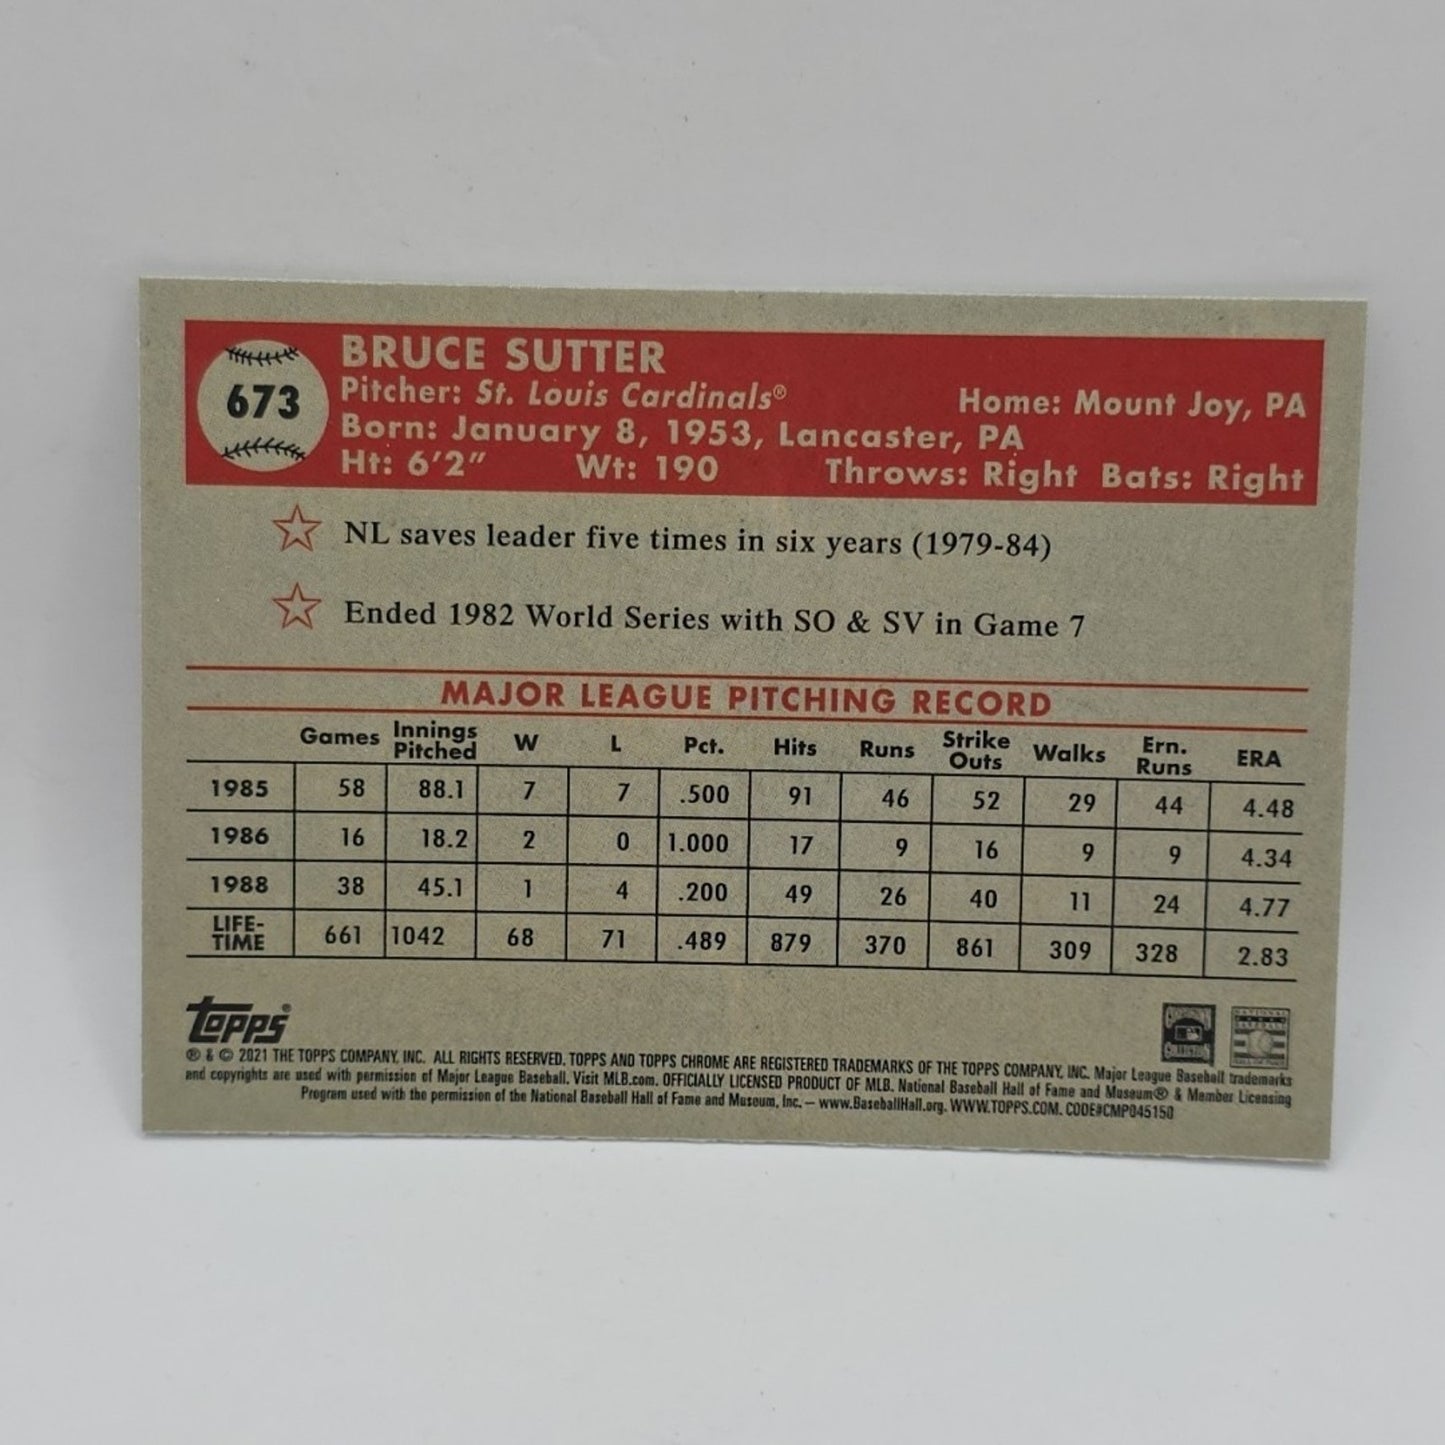 673
BRUCE SUTTER
Pitcher: St. Louis Cardinals® Home: Mount Joy, PA
Born: January 8, 1953, Lancaster, PA
Ht: 6'2" Wt: 190 Throws: Right Bats: Right
NL saves leader five times in six years (1979-84)
Ended 1982 World Series with SO & SV in Game 7
MAJOR LEAGUE PITCHING RECORD
Games Innings Pitched W L Pct. Hits Runs Strike Outs Walks Ern. Runs ERA
1985 58 88.1 7 7 .500 91 46 52 29 44 4.48
1986 16 18.2 2 0 1.000 17 9 16 9 9 4.34
1988 38 45.1 1 4 .200 49 26 40 11 24 4.77
LIFE-TIME 661 1042 68 71 .489 879 370 861 309 328 2.83
topps®
® & © 2021 THE TOPPS COMPANY, INC. ALL RIGHTS RESERVED. TOPPS AND TOPPS CHROME ARE REGISTERED TRADEMARKS OF THE TOPPS COMPANY, INC. Major League Baseball trademarks
and copyrights are used with permission of Major League Baseball. Visit MLB.com. OFFICIALLY LICENSED PRODUCT OF MLB. National Baseball Hall of Fame and Museum® & Member Licensing
Program used with the permission of the National Baseball Hall of Fame and Museum, Inc. – www.BaseballHall.org. WWW.TOPPS.COM. CODE#CMP045150